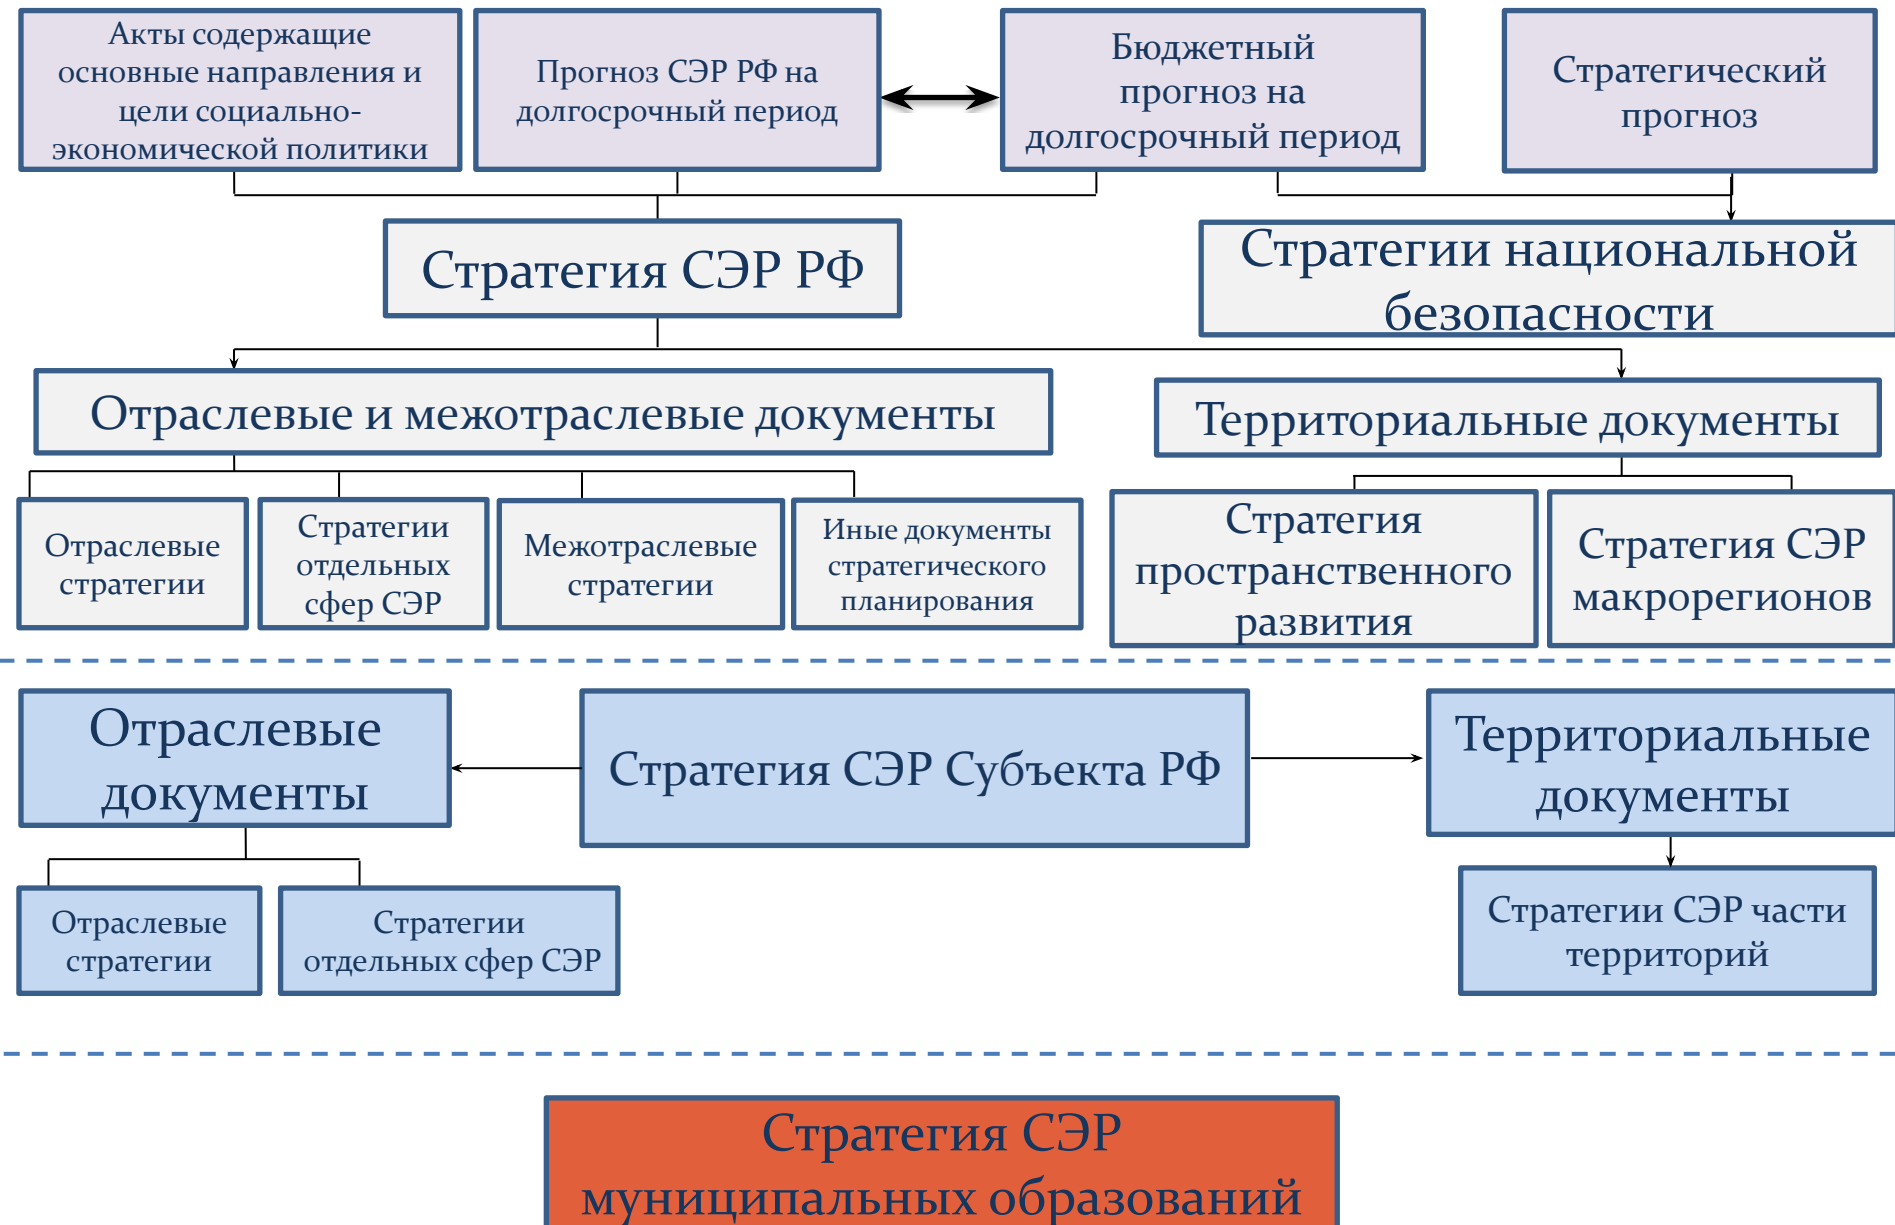 Акты содержащие
основные направления и
цели социально-
экономической политики
Прогноз СЭР РФ на
долгосрочный период
Бюджетный
прогноз на
долгосрочный период
Стратегический
прогноз
Стратегия СЭР РФ
Стратегии национальной
безопасности
Отраслевые и межотраслевые документы
Территориальные документы
Отраслевые
стратегии
Стратегии
отдельных
сфер СЭР
Межотраслевые
стратегии
Иные документы
стратегического
планирования
Стратегия
пространственного
развития
Стратегия СЭР
макрорегионов
Отраслевые
документы
Стратегия СЭР Субъекта РФ
Территориальные
документы
Отраслевые
стратегии
Стратегии
отдельных сфер СЭР
Стратегии СЭР части
территорий
Стратегия СЭР
муниципальных образований